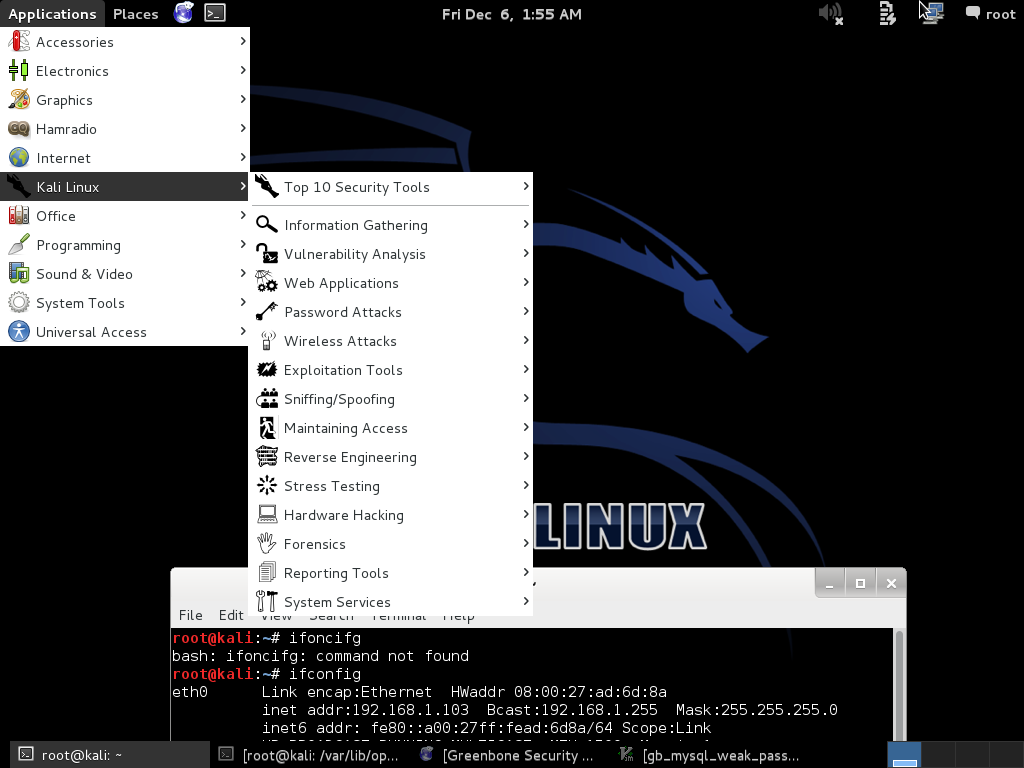 Applications Places Fri Dec 6, 1:55 AM root
Accessories
Electronics
Graphics
Hamradio
Internet
Kali Linux
Office
Programming
Sound & Video
System Tools
Universal Access
Top 10 Security Tools
Information Gathering
Vulnerability Analysis
Web Applications
Password Attacks
Wireless Attacks
Exploitation Tools
Sniffing/Spoofing
Maintaining Access
Reverse Engineering
Stress Testing
Hardware Hacking
Forensics
Reporting Tools
System Services
LINUX
File Edit View Search Terminal Help
root@kali:~# ifoncifg
bash: ifoncifg: command not found
root@kali:~# ifconfig
eth0 Link encap:Ethernet HWaddr 08:00:27:ad:6d:8a
inet addr:192.168.1.103 Bcast:192.168.1.255 Mask:255.255.255.0
inet6 addr: fe80::a00:27ff:fead:6d8a/64 Scope:Link
root@kali: ~ [root@kali: /var/lib/op... [Greenbone Security ... [gb_mysql_weak_pass...